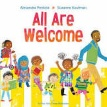 Alexandra Penfold Suzanne Kaufman
All Are
Welcome